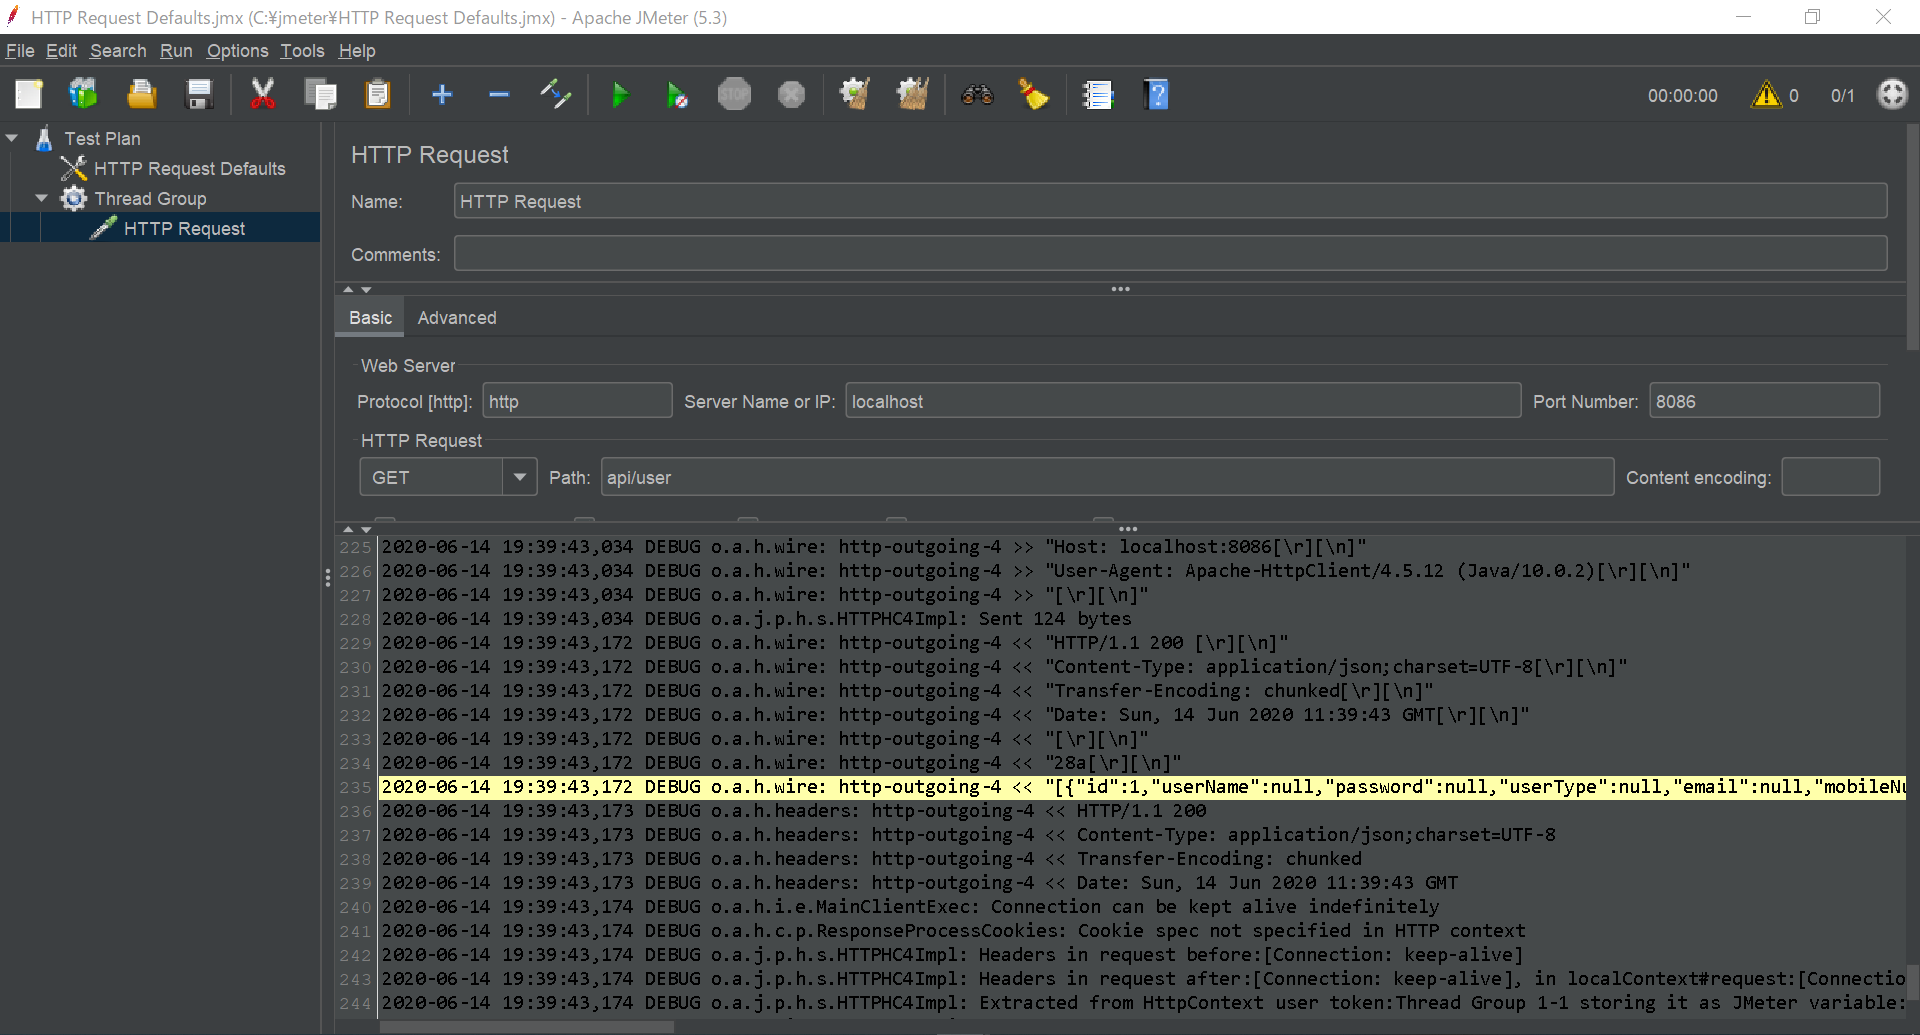 HTTP Request Defaults.jmx (C:¥jmeter¥HTTP Request Defaults.jmx) - Apache JMeter (5.3)
File Edit Search Run Options Tools Help
STOP
00:00:00 0 0/1
Test Plan
HTTP Request Defaults
Thread Group
HTTP Request
HTTP Request
Name: HTTP Request
Comments:
Basic Advanced
Web Server
Protocol [http]: http Server Name or IP: localhost Port Number: 8086
HTTP Request
GET Path: api/user Content encoding:
225 2020-06-14 19:39:43,034 DEBUG o.a.h.wire: http-outgoing-4 >> "Host: localhost:8086[\r][\n]"
226 2020-06-14 19:39:43,034 DEBUG o.a.h.wire: http-outgoing-4 >> "User-Agent: Apache-HttpClient/4.5.12 (Java/10.0.2)[\r][\n]"
227 2020-06-14 19:39:43,034 DEBUG o.a.h.wire: http-outgoing-4 >> "[\r][\n]"
228 2020-06-14 19:39:43,034 DEBUG o.a.j.p.h.s.HTTPHC4Impl: Sent 124 bytes
229 2020-06-14 19:39:43,172 DEBUG o.a.h.wire: http-outgoing-4 << "HTTP/1.1 200 [\r][\n]"
230 2020-06-14 19:39:43,172 DEBUG o.a.h.wire: http-outgoing-4 << "Content-Type: application/json;charset=UTF-8[\r][\n]"
231 2020-06-14 19:39:43,172 DEBUG o.a.h.wire: http-outgoing-4 << "Transfer-Encoding: chunked[\r][\n]"
232 2020-06-14 19:39:43,172 DEBUG o.a.h.wire: http-outgoing-4 << "Date: Sun, 14 Jun 2020 11:39:43 GMT[\r][\n]"
233 2020-06-14 19:39:43,172 DEBUG o.a.h.wire: http-outgoing-4 << "[\r][\n]"
234 2020-06-14 19:39:43,172 DEBUG o.a.h.wire: http-outgoing-4 << "28a[\r][\n]"
235 2020-06-14 19:39:43,172 DEBUG o.a.h.wire: http-outgoing-4 << "[{"id":1,"userName":null,"password":null,"userType":null,"email":null,"mobileNu
236 2020-06-14 19:39:43,173 DEBUG o.a.h.headers: http-outgoing-4 << HTTP/1.1 200
237 2020-06-14 19:39:43,173 DEBUG o.a.h.headers: http-outgoing-4 << Content-Type: application/json;charset=UTF-8
238 2020-06-14 19:39:43,173 DEBUG o.a.h.headers: http-outgoing-4 << Transfer-Encoding: chunked
239 2020-06-14 19:39:43,173 DEBUG o.a.h.headers: http-outgoing-4 << Date: Sun, 14 Jun 2020 11:39:43 GMT
240 2020-06-14 19:39:43,174 DEBUG o.a.h.i.e.MainClientExec: Connection can be kept alive indefinitely
241 2020-06-14 19:39:43,174 DEBUG o.a.h.c.p.ResponseProcessCookies: Cookie spec not specified in HTTP context
242 2020-06-14 19:39:43,174 DEBUG o.a.j.p.h.s.HTTPHC4Impl: Headers in request before:[Connection: keep-alive]
243 2020-06-14 19:39:43,174 DEBUG o.a.j.p.h.s.HTTPHC4Impl: Headers in request after:[Connection: keep-alive], in localContext#request:[Connectio
244 2020-06-14 19:39:43,174 DEBUG o.a.j.p.h.s.HTTPHC4Impl: Extracted from HttpContext user token:Thread Group 1-1 storing it as JMeter variable: